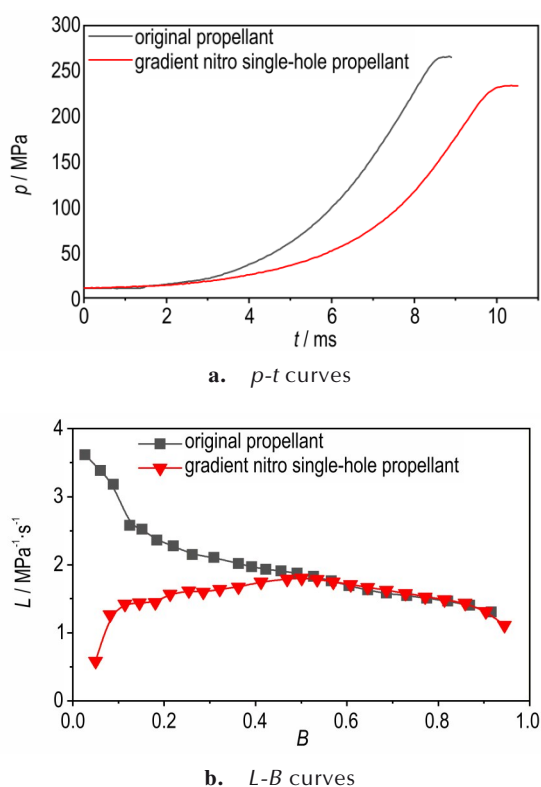 300
original propellant
gradient nitro single-hole propellant
250
200
150
100
50
0
p / MPa
0 2 4 6 8 10
t / ms
a. p-t curves
4
original propellant
gradient nitro single-hole propellant
3
2
1
0
L / MPa⁻¹·s⁻¹
0.0 0.2 0.4 0.6 0.8 1.0
B
b. L-B curves